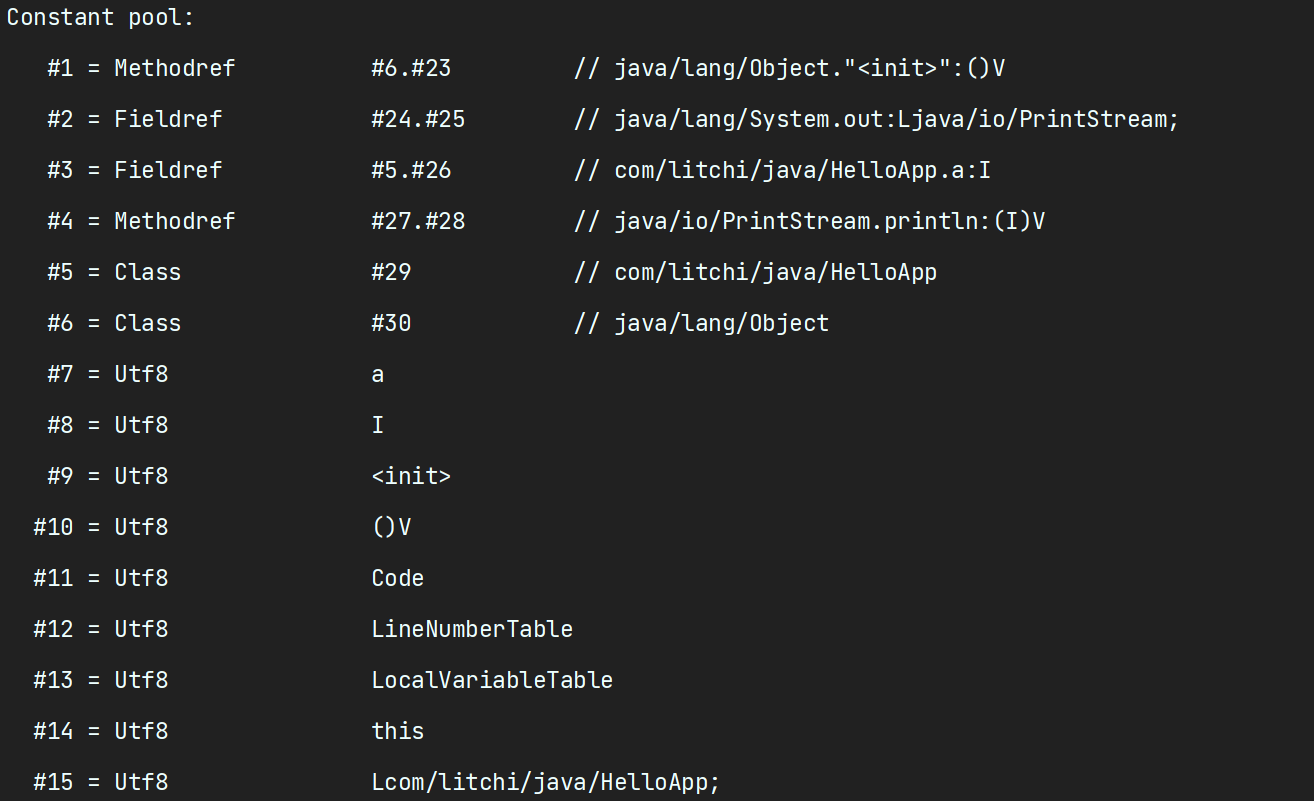 Constant pool:
   #1 = Methodref          #6.#23         // java/lang/Object."<init>":()V
   #2 = Fieldref           #24.#25        // java/lang/System.out:Ljava/io/PrintStream;
   #3 = Fieldref           #5.#26         // com/litchi/java/HelloApp.a:I
   #4 = Methodref          #27.#28        // java/io/PrintStream.println:(I)V
   #5 = Class              #29            // com/litchi/java/HelloApp
   #6 = Class              #30            // java/lang/Object
   #7 = Utf8               a
   #8 = Utf8               I
   #9 = Utf8               <init>
  #10 = Utf8               ()V
  #11 = Utf8               Code
  #12 = Utf8               LineNumberTable
  #13 = Utf8               LocalVariableTable
  #14 = Utf8               this
  #15 = Utf8               Lcom/litchi/java/HelloApp;